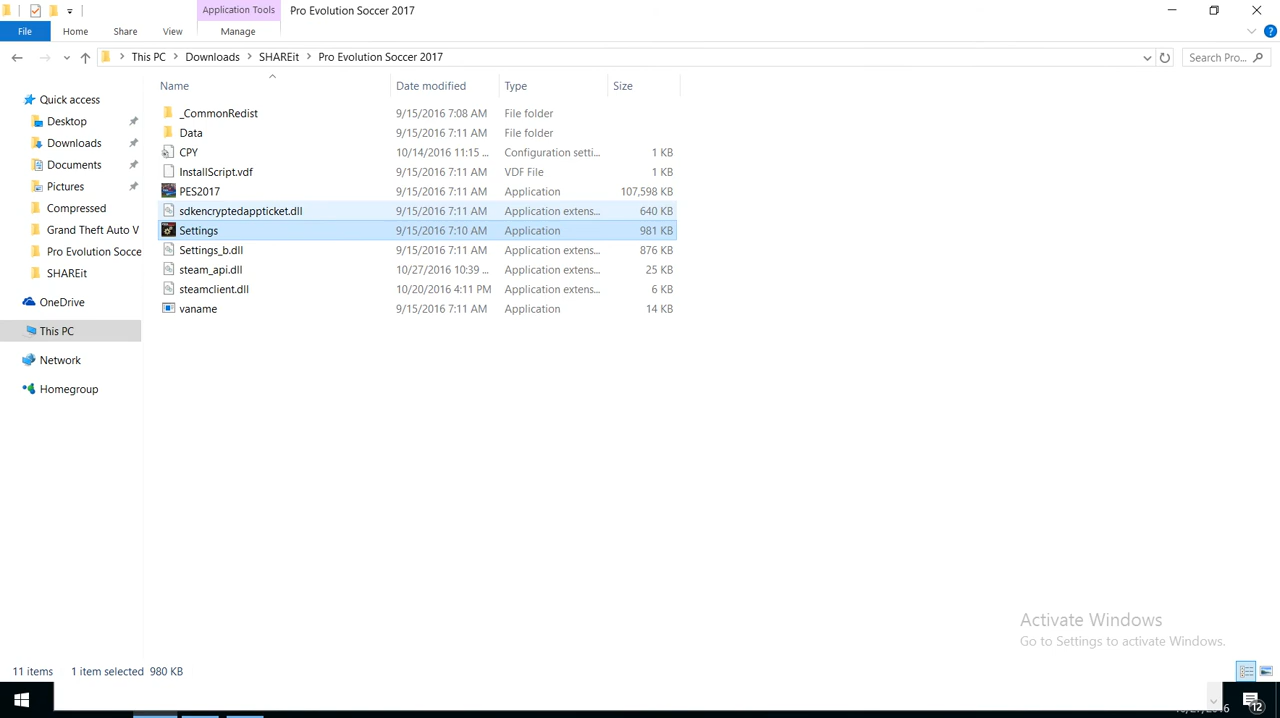 Application Tools Pro Evolution Soccer 2017
File Home Share View Manage
This PC Downloads SHAREit Pro Evolution Soccer 2017 Search Pro...
Name Date modified Type Size
Quick access
Desktop
Downloads
Documents
Pictures
Compressed
Grand Theft Auto V
Pro Evolution Socce
SHAREit
OneDrive
This PC
Network
Homegroup
_CommonRedist 9/15/2016 7:08 AM File folder
Data 9/15/2016 7:11 AM File folder
CPY 10/14/2016 11:15 ... Configuration setti... 1 KB
InstallScript.vdf 9/15/2016 7:11 AM VDF File 1 KB
PES2017 9/15/2016 7:11 AM Application 107,598 KB
sdkencryptedappticket.dll 9/15/2016 7:11 AM Application extens... 640 KB
Settings 9/15/2016 7:10 AM Application 981 KB
Settings_b.dll 9/15/2016 7:11 AM Application extens... 876 KB
steam_api.dll 10/27/2016 10:39 ... Application extens... 25 KB
steamclient.dll 10/20/2016 4:11 PM Application extens... 6 KB
vaname 9/15/2016 7:11 AM Application 14 KB
Activate Windows
Go to Settings to activate Windows.
11 items 1 item selected 980 KB
12